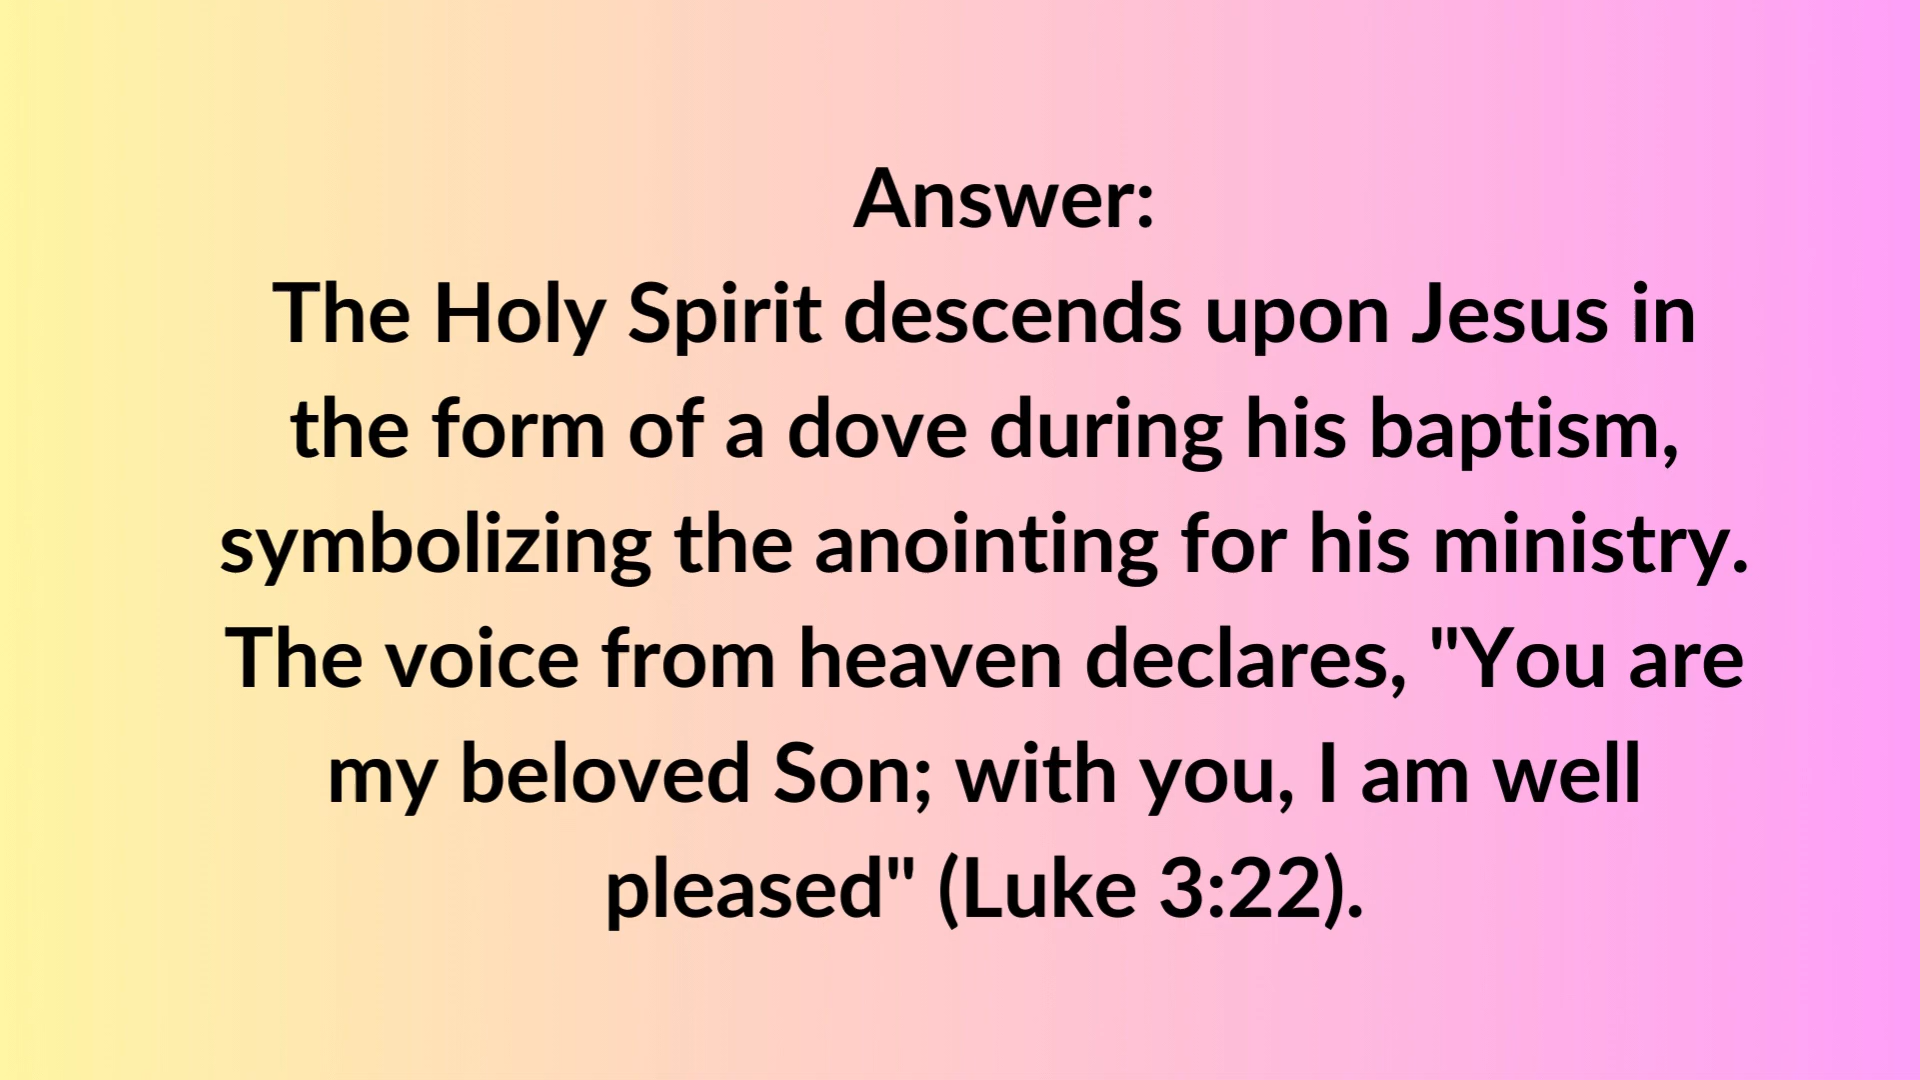 Answer:
The Holy Spirit descends upon Jesus in
the form of a dove during his baptism,
symbolizing the anointing for his ministry.
The voice from heaven declares, "You are
my beloved Son; with you, I am well
pleased" (Luke 3:22).